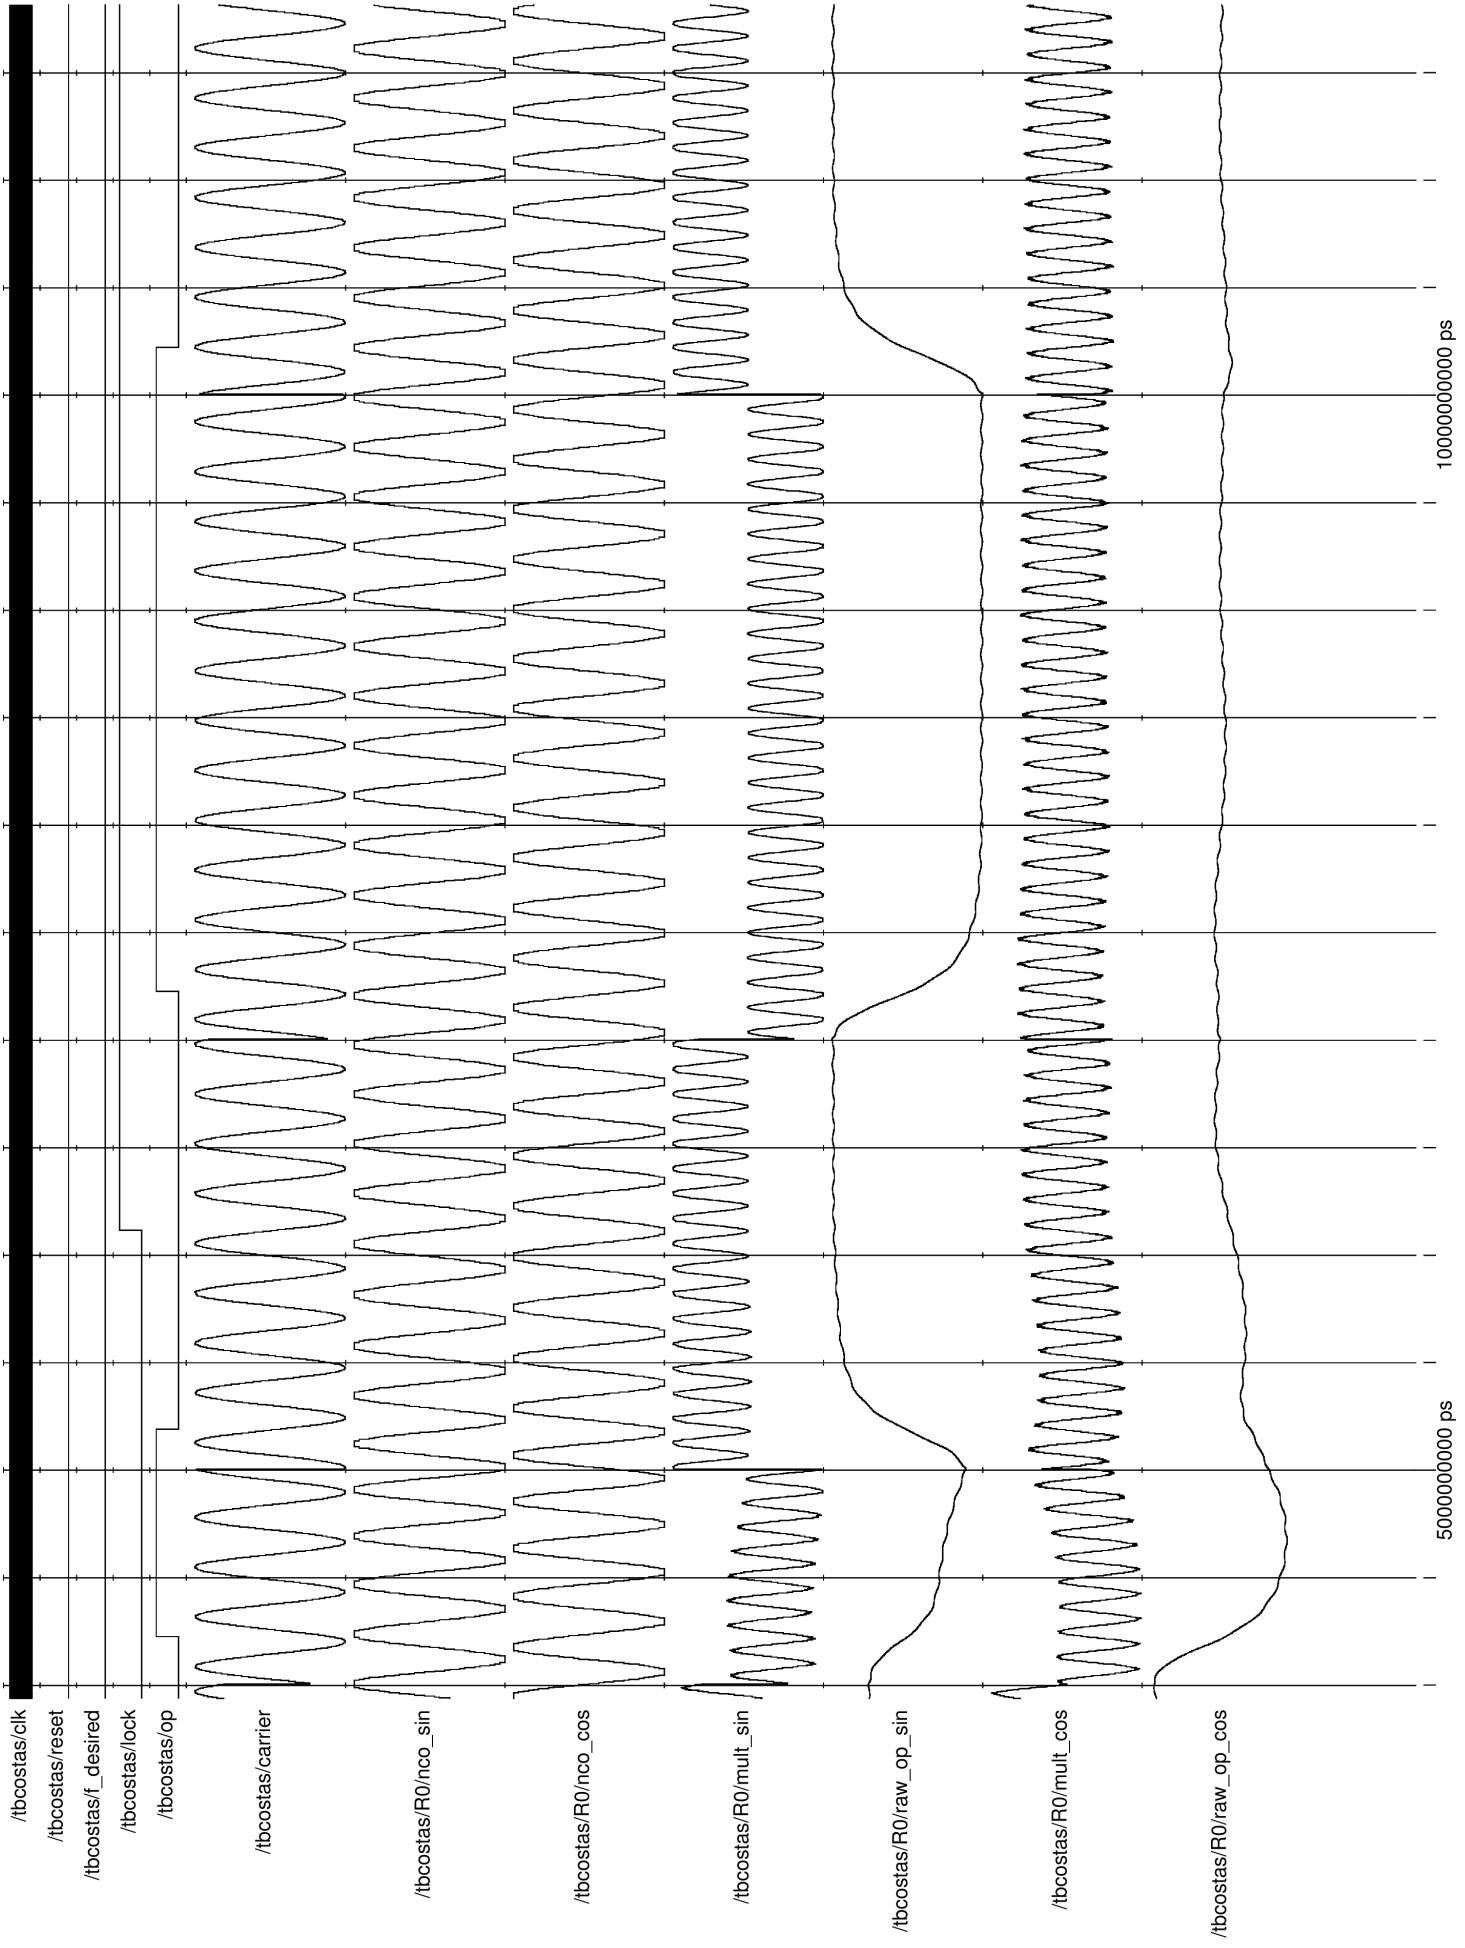 /tbcostas/clk
/tbcostas/reset
/tbcostas/f_desired
/tbcostas/lock
/tbcostas/op
/tbcostas/carrier
/tbcostas/R0/nco_sin
/tbcostas/R0/nco_cos
/tbcostas/R0/mult_sin
/tbcostas/R0/raw_op_sin
/tbcostas/R0/mult_cos
/tbcostas/R0/raw_op_cos
5000000000 ps
10000000000 ps